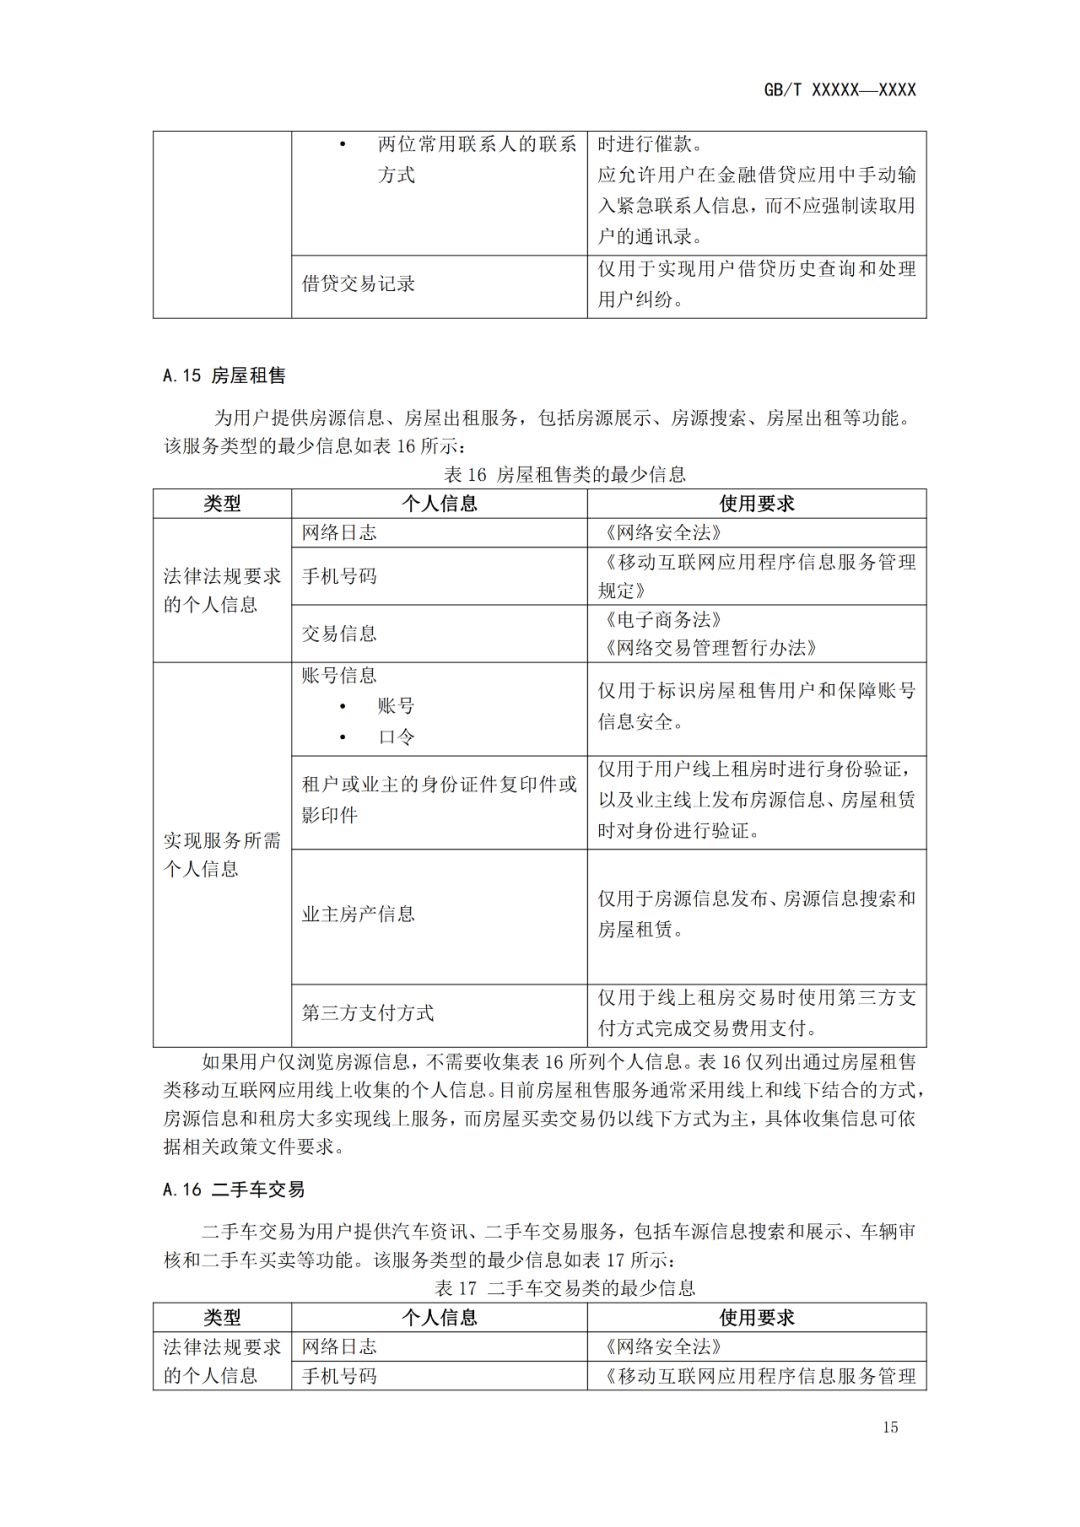 GB/T XXXXX—XXXX
• 两位常用联系人的联系
方式
时进行催款。
应允许用户在金融借贷应用中手动输
入紧急联系人信息，而不应强制读取用
户的通讯录。
借贷交易记录
仅用于实现用户借贷历史查询和处理
用户纠纷。
A.15 房屋租售
为用户提供房源信息、房屋出租服务，包括房源展示、房源搜索、房屋出租等功能。
该服务类型的最少信息如表 16 所示：
表 16 房屋租售类的最少信息
类型 个人信息 使用要求
法律法规要求
的个人信息
网络日志
《网络安全法》
手机号码
《移动互联网应用程序信息服务管理
规定》
交易信息
《电子商务法》
《网络交易管理暂行办法》
实现服务所需
个人信息
账号信息
• 账号
• 口令
仅用于标识房屋租售用户和保障账号
信息安全。
租户或业主的身份证件复印件或
影印件
仅用于用户线上租房时进行身份验证，
以及业主线上发布房源信息、房屋租赁
时对身份进行验证。
业主房产信息
仅用于房源信息发布、房源信息搜索和
房屋租赁。
第三方支付方式
仅用于线上租房交易时使用第三方支
付方式完成交易费用支付。
如果用户仅浏览房源信息，不需要收集表 16 所列个人信息。表 16 仅列出通过房屋租售
类移动互联网应用线上收集的个人信息。目前房屋租售服务通常采用线上和线下结合的方式，
房源信息和租房大多实现线上服务，而房屋买卖交易仍以线下方式为主，具体收集信息可依
据相关政策文件要求。
A.16 二手车交易
二手车交易为用户提供汽车资讯、二手车交易服务，包括车源信息搜索和展示、车辆审
核和二手车买卖等功能。该服务类型的最少信息如表 17 所示：
表 17 二手车交易类的最少信息
类型 个人信息 使用要求
法律法规要求
的个人信息
网络日志
《网络安全法》
手机号码
《移动互联网应用程序信息服务管理
15